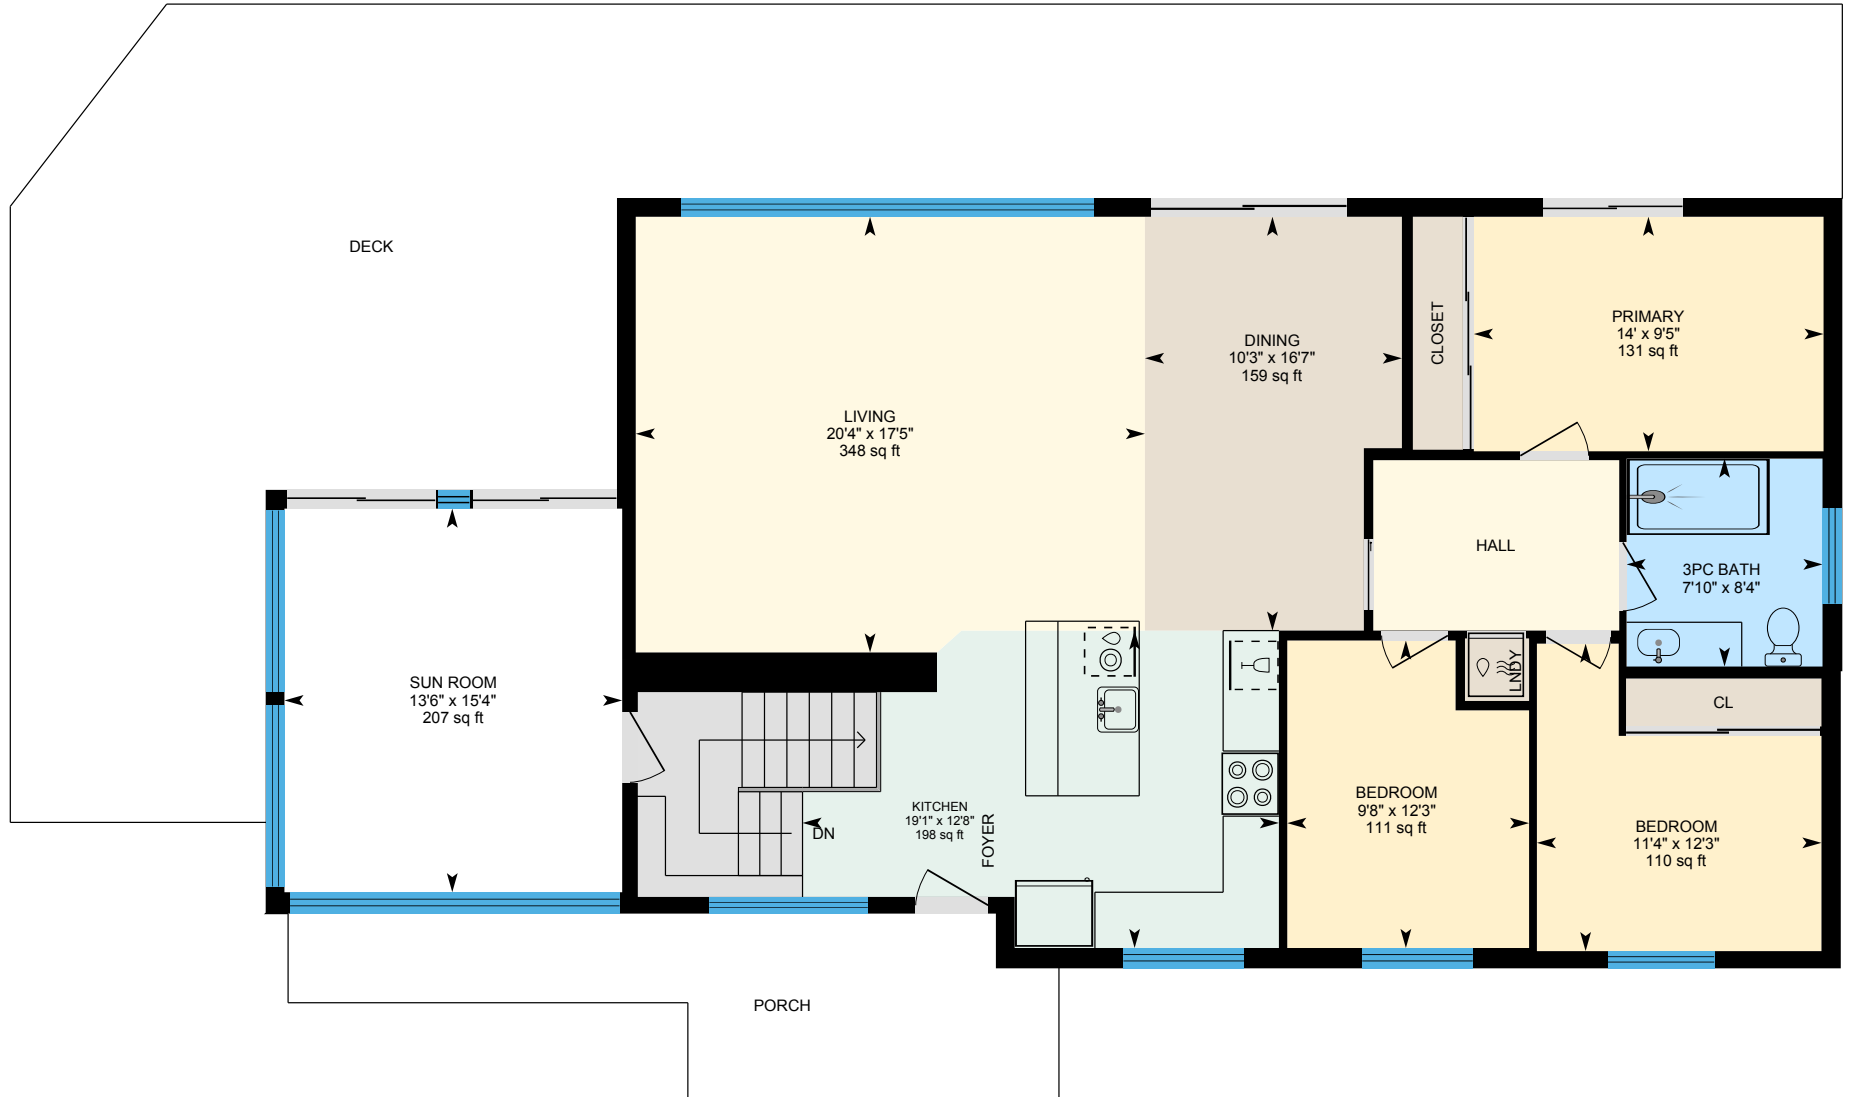 DECK
PRIMARY
14' x 9'5"
131 sq ft
CLOSET
DINING
10'3" x 16'7"
159 sq ft
LIVING
20'4" x 17'5"
348 sq ft
HALL
3PC BATH
7'10" x 8'4"
SUN ROOM
13'6" x 15'4"
207 sq ft
LNDY
CL
BEDROOM
9'8" x 12'3"
111 sq ft
KITCHEN
19'1" x 12'8"
198 sq ft
FOYER
DN
BEDROOM
11'4" x 12'3"
110 sq ft
PORCH